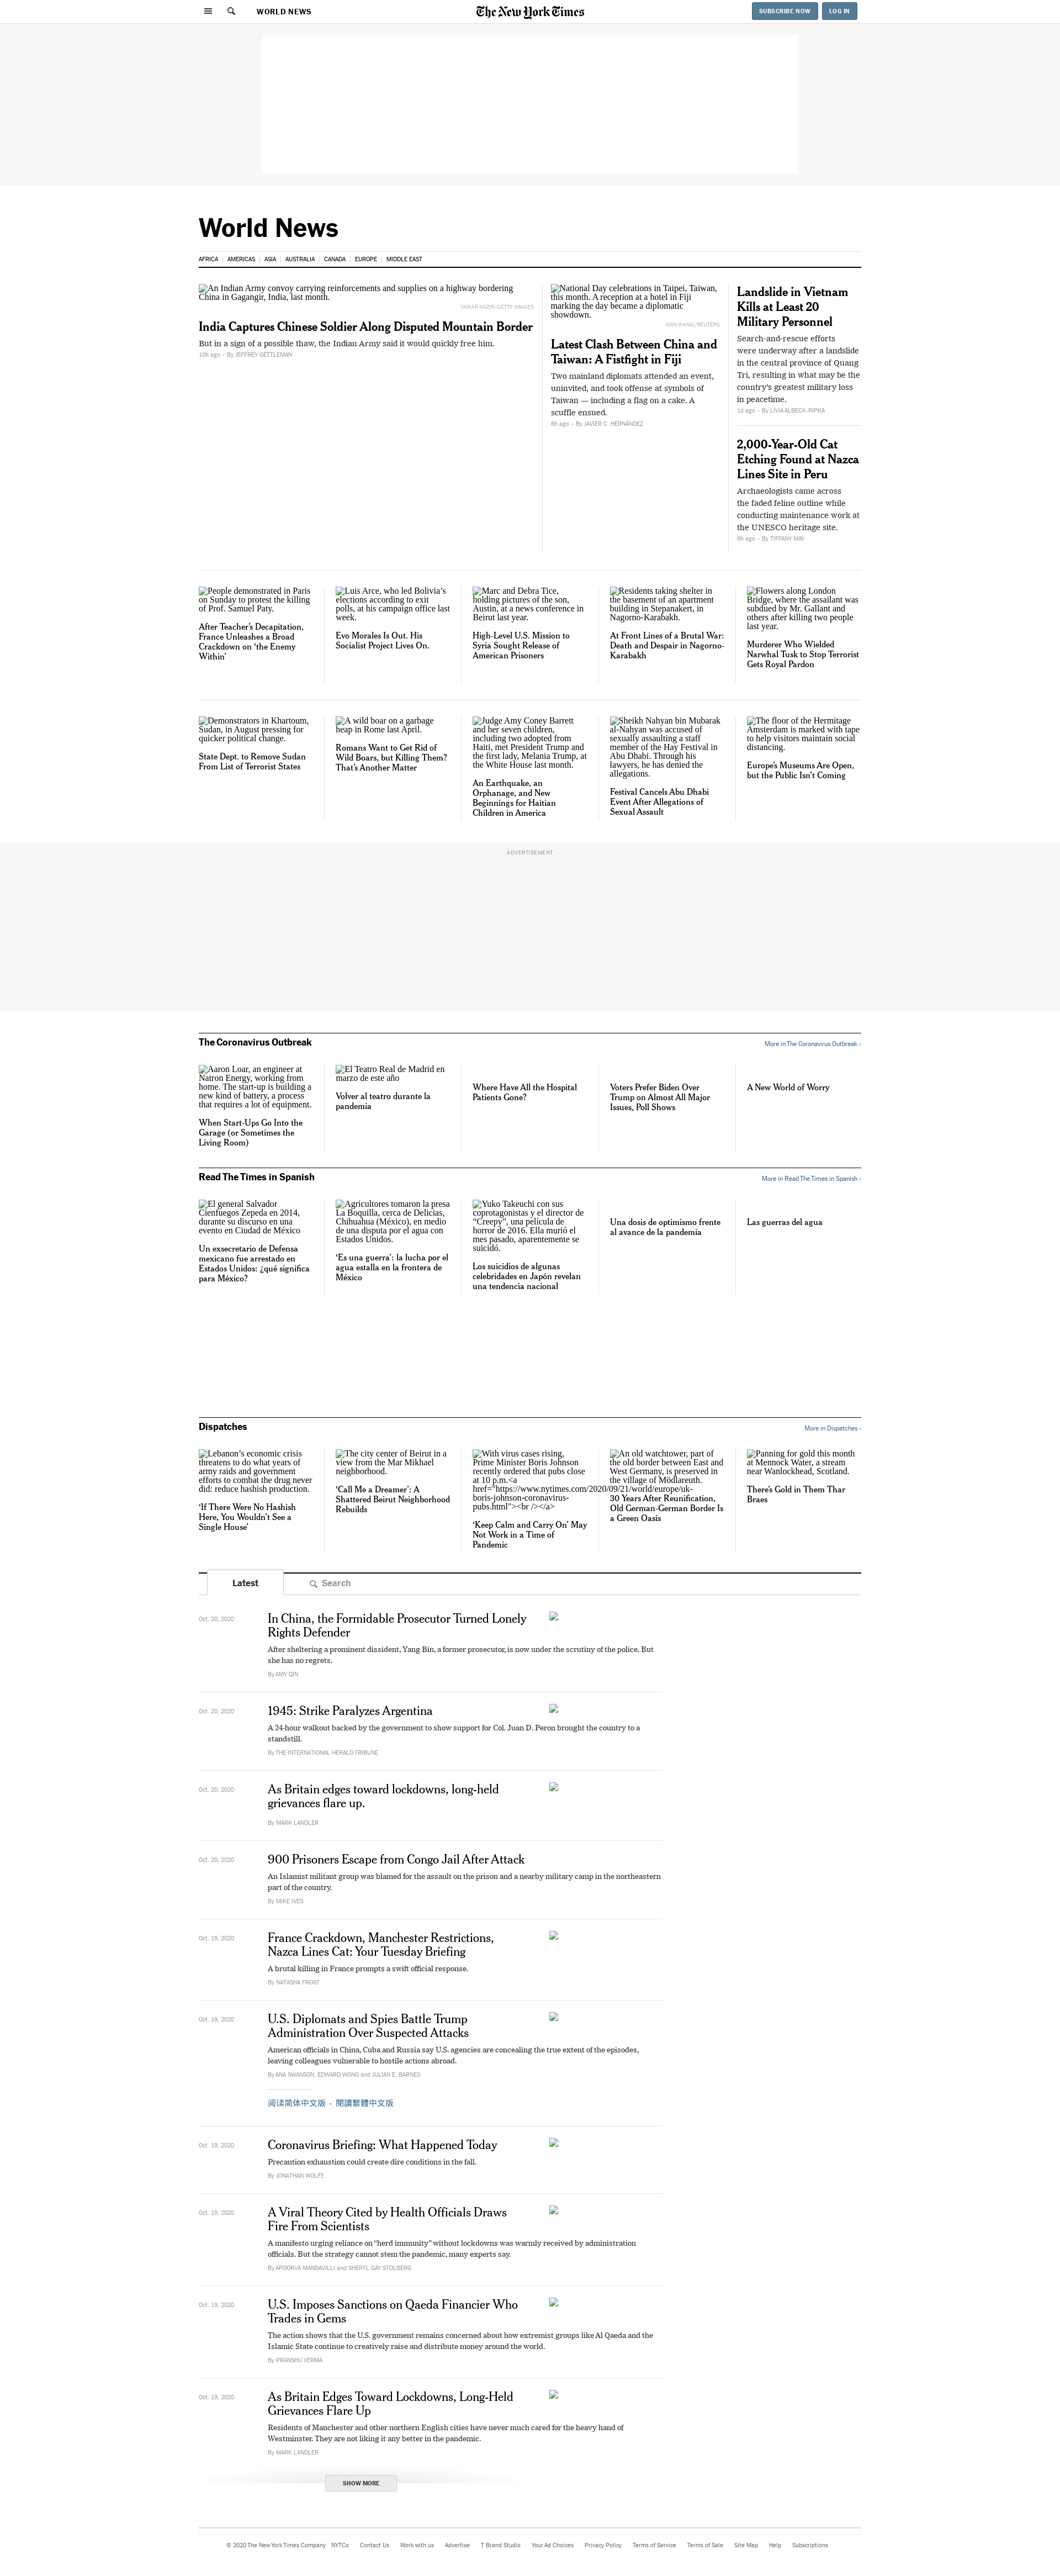 WORLD NEWS
The New York Times
SUBSCRIBE NOW
LOG IN
World News
AFRICA
AMERICAS
ASIA
AUSTRALIA
CANADA
EUROPE
MIDDLE EAST
An Indian Army convoy carrying reinforcements and supplies on a highway bordering
China in Gagangir, India, last month.
YAWAR NAZIR/GETTY IMAGES
India Captures Chinese Soldier Along Disputed Mountain Border
But in a sign of a possible thaw, the Indian Army said it would quickly free him.
10h ago · By JEFFREY GETTLEMAN
National Day celebrations in Taipei, Taiwan,
this month. A reception at a hotel in Fiji
marking the day became a diplomatic
showdown.
ANN WANG/REUTERS
Latest Clash Between China and
Taiwan: A Fistfight in Fiji
Two mainland diplomats attended an event,
uninvited, and took offense at symbols of
Taiwan — including a flag on a cake. A
scuffle ensued.
6h ago · By JAVIER C. HERNÁNDEZ
Landslide in Vietnam
Kills at Least 20
Military Personnel
Search-and-rescue efforts
were underway after a landslide
in the central province of Quang
Tri, resulting in what may be the
country's greatest military loss
in peacetime.
1d ago · By LIVIA ALBECK-RIPKA
2,000-Year-Old Cat
Etching Found at Nazca
Lines Site in Peru
Archaeologists came across
the faded feline outline while
conducting maintenance work at
the UNESCO heritage site.
6h ago · By TIFFANY MAY
People demonstrated in Paris
on Sunday to protest the killing
of Prof. Samuel Paty.
After Teacher's Decapitation,
France Unleashes a Broad
Crackdown on 'the Enemy
Within'
Luis Arce, who led Bolivia's
elections according to exit
polls, at his campaign office last
week.
Evo Morales Is Out. His
Socialist Project Lives On.
Marc and Debra Tice,
holding pictures of the son,
Austin, at a news conference in
Beirut last year.
High-Level U.S. Mission to
Syria Sought Release of
American Prisoners
Residents taking shelter in
the basement of an apartment
building in Stepanakert, in
Nagorno-Karabakh.
At Front Lines of a Brutal War:
Death and Despair in Nagorno-
Karabakh
Flowers along London
Bridge, where the assailant was
subdued by Mr. Gallant and
others after killing two people
last year.
Murderer Who Wielded
Narwhal Tusk to Stop Terrorist
Gets Royal Pardon
Demonstrators in Khartoum,
Sudan, in August pressing for
quicker political change.
State Dept. to Remove Sudan
From List of Terrorist States
A wild boar on a garbage
heap in Rome last April.
Romans Want to Get Rid of
Wild Boars, but Killing Them?
That's Another Matter
Judge Amy Coney Barrett
and her seven children,
including two adopted from
Haiti, met President Trump and
the first lady, Melania Trump, at
the White House last month.
An Earthquake, an
Orphanage, and New
Beginnings for Haitian
Children in America
Sheikh Nahyan bin Mubarak
al-Nahyan was accused of
sexually assaulting a staff
member of the Hay Festival in
Abu Dhabi. Through his
lawyers, he has denied the
allegations.
Festival Cancels Abu Dhabi
Event After Allegations of
Sexual Assault
The floor of the Hermitage
Amsterdam is marked with tape
to help visitors maintain social
distancing.
Europe's Museums Are Open,
but the Public Isn't Coming
ADVERTISEMENT
The Coronavirus Outbreak
More in The Coronavirus Outbreak ›
Aaron Loar, an engineer at
Natron Energy, working from
home. The start-up is building a
new kind of battery, a process
that requires a lot of equipment.
When Start-Ups Go Into the
Garage (or Sometimes the
Living Room)
El Teatro Real de Madrid en
marzo de este año
Volver al teatro durante la
pandemia
Where Have All the Hospital
Patients Gone?
Voters Prefer Biden Over
Trump on Almost All Major
Issues, Poll Shows
A New World of Worry
Read The Times in Spanish
More in Read The Times in Spanish ›
El general Salvador
Cienfuegos Zepeda en 2014,
durante su discurso en una
evento en Ciudad de México
Un exsecretario de Defensa
mexicano fue arrestado en
Estados Unidos: ¿qué significa
para México?
Agricultores tomaron la presa
La Boquilla, cerca de Delicias,
Chihuahua (México), en medio
de una disputa por el agua con
Estados Unidos.
'Es una guerra': la lucha por el
agua estalla en la frontera de
México
Yuko Takeuchi con sus
coprotagonistas y el director de
"Creepy", una película de
horror de 2016. Ella murió el
mes pasado, aparentemente se
suicidó.
Los suicidios de algunas
celebridades en Japón revelan
una tendencia nacional
Una dosis de optimismo frente
al avance de la pandemia
Las guerras del agua
Dispatches
More in Dispatches ›
Lebanon's economic crisis
threatens to do what years of
army raids and government
efforts to combat the drug never
did: reduce hashish production.
'If There Were No Hashish
Here, You Wouldn't See a
Single House'
The city center of Beirut in a
view from the Mar Mikhael
neighborhood.
'Call Me a Dreamer': A
Shattered Beirut Neighborhood
Rebuilds
With virus cases rising,
Prime Minister Boris Johnson
recently ordered that pubs close
at 10 p.m.<a
href="https://www.nytimes.com/2020/09/21/world/europe/uk-
boris-johnson-coronavirus-
pubs.html"><br /></a>
'Keep Calm and Carry On' May
Not Work in a Time of
Pandemic
An old watchtower, part of
the old border between East and
West Germany, is preserved in
the village of Mödlareuth.
30 Years After Reunification,
Old German-German Border Is
a Green Oasis
Panning for gold this month
at Mennock Water, a stream
near Wanlockhead, Scotland.
There's Gold in Them Thar
Braes
Latest
Search
Oct. 20, 2020
In China, the Formidable Prosecutor Turned Lonely
Rights Defender
After sheltering a prominent dissident, Yang Bin, a former prosecutor, is now under the scrutiny of the police. But
she has no regrets.
By AMY QIN
Oct. 20, 2020
1945: Strike Paralyzes Argentina
A 24-hour walkout backed by the government to show support for Col. Juan D. Peron brought the country to a
standstill.
By THE INTERNATIONAL HERALD TRIBUNE
Oct. 20, 2020
As Britain edges toward lockdowns, long-held
grievances flare up.
By MARK LANDLER
Oct. 20, 2020
900 Prisoners Escape from Congo Jail After Attack
An Islamist militant group was blamed for the assault on the prison and a nearby military camp in the northeastern
part of the country.
By MIKE IVES
Oct. 19, 2020
France Crackdown, Manchester Restrictions,
Nazca Lines Cat: Your Tuesday Briefing
A brutal killing in France prompts a swift official response.
By NATASHA FROST
Oct. 19, 2020
U.S. Diplomats and Spies Battle Trump
Administration Over Suspected Attacks
American officials in China, Cuba and Russia say U.S. agencies are concealing the true extent of the episodes,
leaving colleagues vulnerable to hostile actions abroad.
By ANA SWANSON, EDWARD WONG and JULIAN E. BARNES
阅读简体中文版 · 閱讀繁體中文版
Oct. 19, 2020
Coronavirus Briefing: What Happened Today
Precaution exhaustion could create dire conditions in the fall.
By JONATHAN WOLFE
Oct. 19, 2020
A Viral Theory Cited by Health Officials Draws
Fire From Scientists
A manifesto urging reliance on "herd immunity" without lockdowns was warmly received by administration
officials. But the strategy cannot stem the pandemic, many experts say.
By APOORVA MANDAVILLI and SHERYL GAY STOLBERG
Oct. 19, 2020
U.S. Imposes Sanctions on Qaeda Financier Who
Trades in Gems
The action shows that the U.S. government remains concerned about how extremist groups like Al Qaeda and the
Islamic State continue to creatively raise and distribute money around the world.
By PRANSHU VERMA
Oct. 19, 2020
As Britain Edges Toward Lockdowns, Long-Held
Grievances Flare Up
Residents of Manchester and other northern English cities have never much cared for the heavy hand of
Westminster. They are not liking it any better in the pandemic.
By MARK LANDLER
SHOW MORE
© 2020 The New York Times Company NYTCo Contact Us Work with us Advertise T Brand Studio Your Ad Choices Privacy Policy Terms of Service Terms of Sale Site Map Help Subscriptions